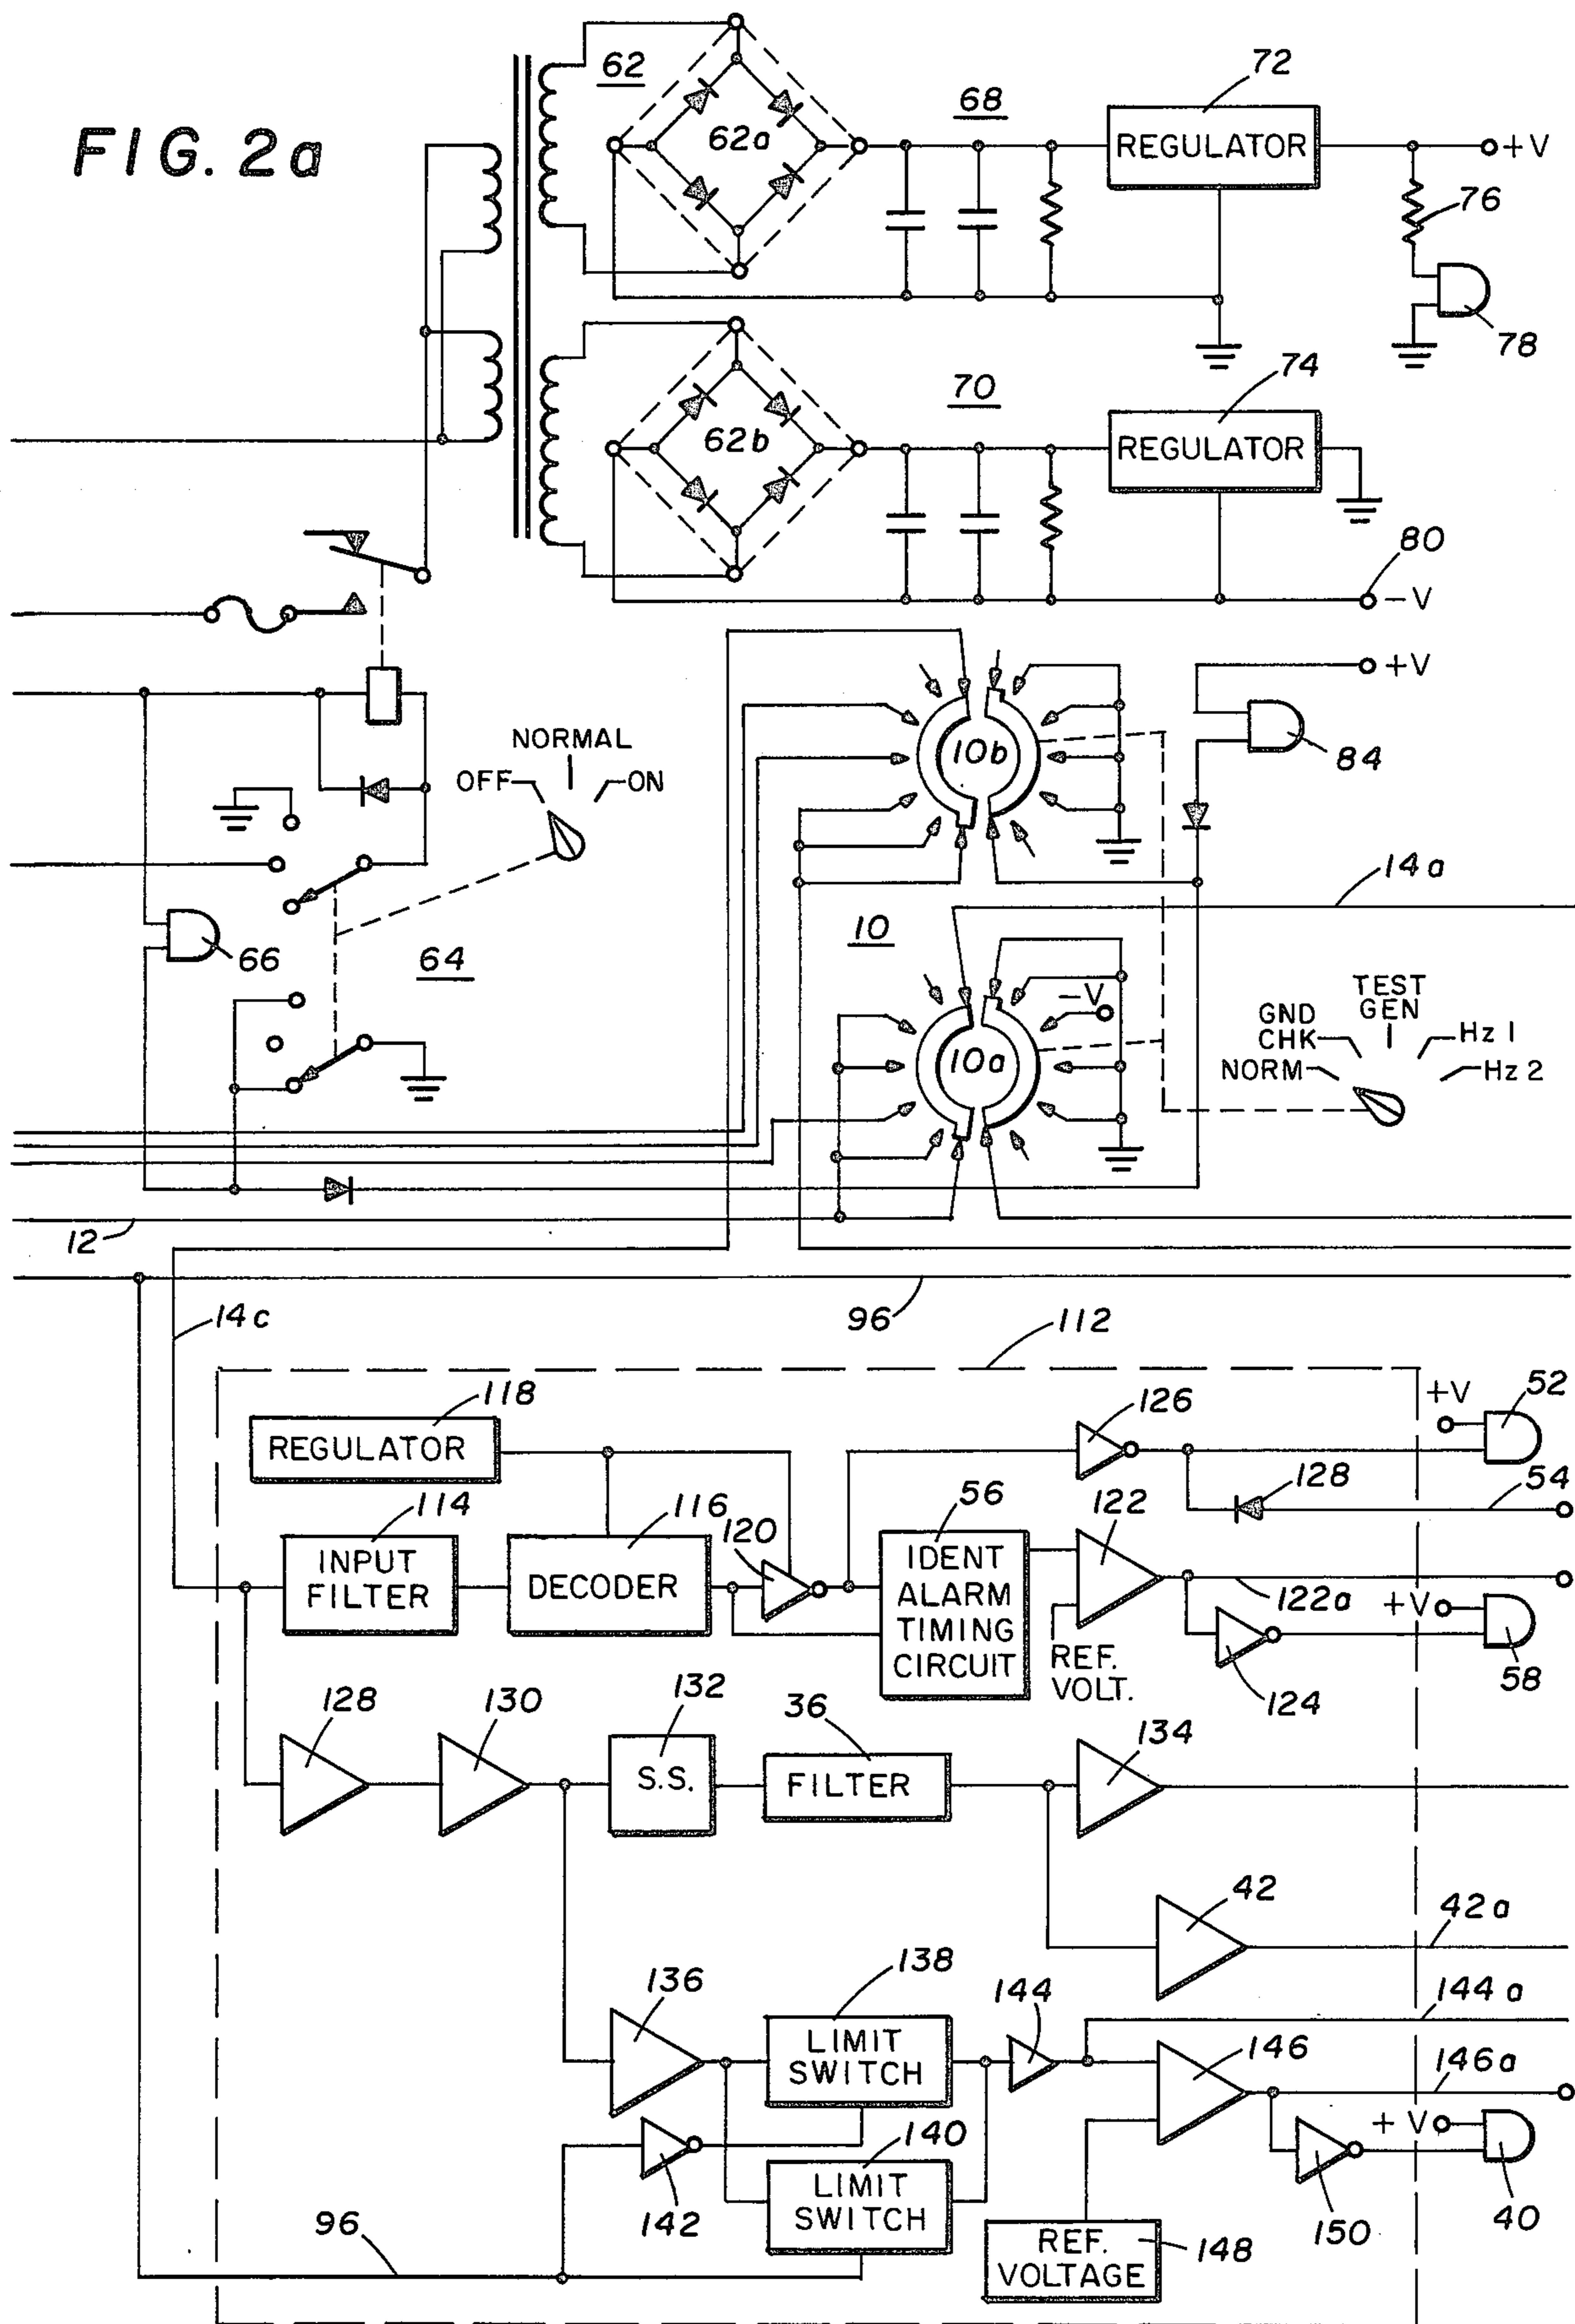 FIG. 2a
62
62a
68
72
REGULATOR
+V
76
78
62b
70
74
REGULATOR
80
-V
+V
84
10b
NORMAL
OFF
ON
66
64
10
14a
-V
10a
TEST
GEN
GND
CHK
Hz 1
NORM
Hz 2
12
96
14c
112
118
REGULATOR
126
+V
52
128
54
114
INPUT
FILTER
116
DECODER
120
56
IDENT
ALARM
TIMING
CIRCUIT
122
122a
+V
58
REF.
VOLT.
124
128
130
132
S.S.
36
FILTER
134
42
42a
136
138
LIMIT
SWITCH
144
144a
146
146a
+V
40
142
140
LIMIT
SWITCH
150
96
REF.
VOLTAGE
148